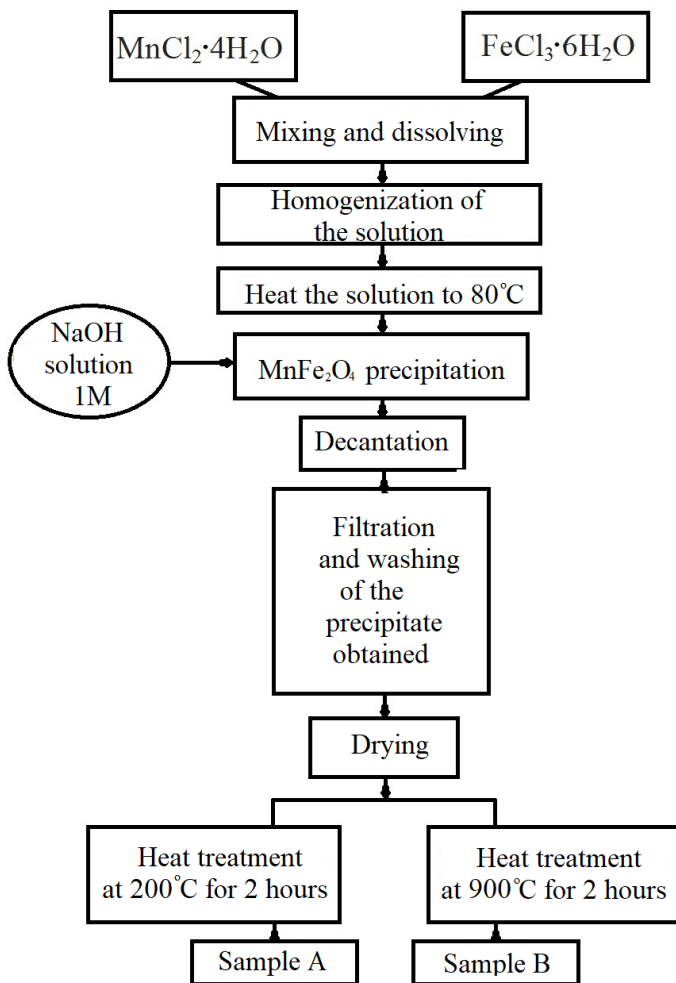 MnCl₂·4H₂O
FeCl₃·6H₂O
Mixing and dissolving
Homogenization of
the solution
Heat the solution to 80°C
NaOH
solution
1M
MnFe₂O₄ precipitation
Decantation
Filtration
and washing
of the
precipitate
obtained
Drying
Heat treatment
at 200°C for 2 hours
Heat treatment
at 900°C for 2 hours
Sample A
Sample B